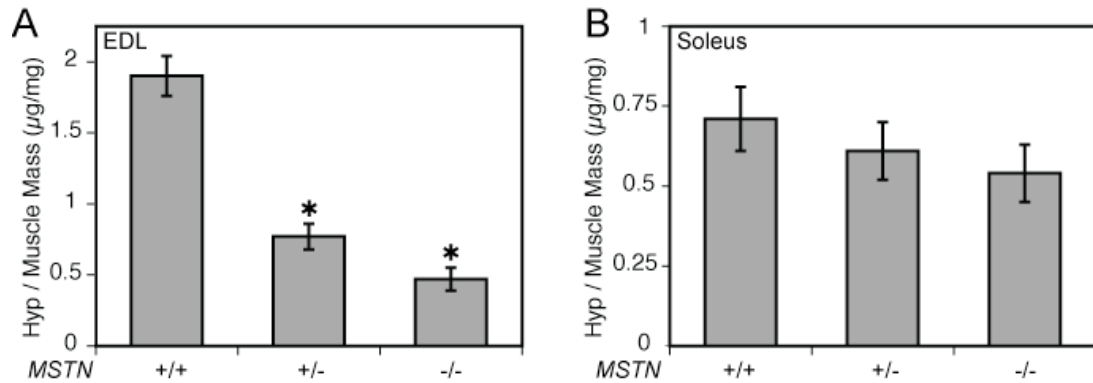 A
EDL
Hyp / Muscle Mass (µg/mg)
2
1.5
1
0.5
0
*
*
MSTN +/+ +/- -/-
B
Soleus
Hyp / Muscle Mass (µg/mg)
1
0.75
0.5
0.25
0
MSTN +/+ +/- -/-